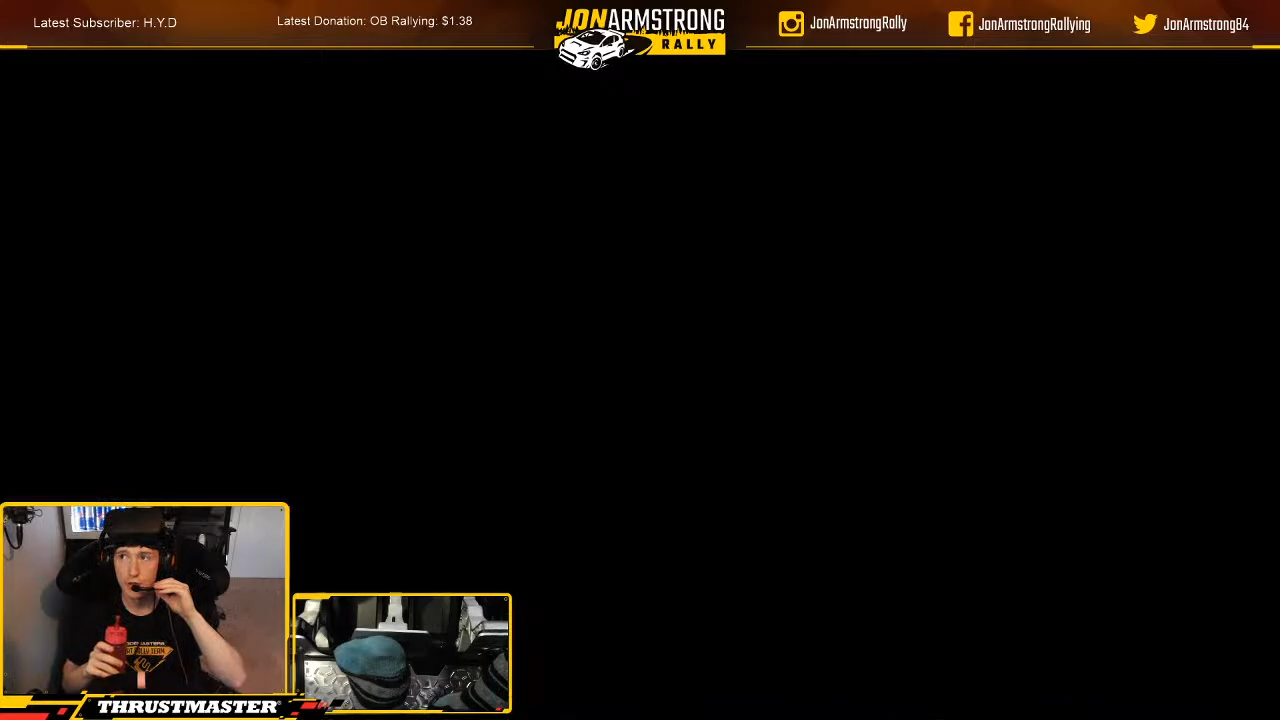 Latest Subscriber: H.Y.D
Latest Donation: OB Rallying: $1.38
JONARMSTRONG
RALLY
JonArmstrongRally
JonArmstrongRallying
JonArmstrong84
THRUSTMASTER